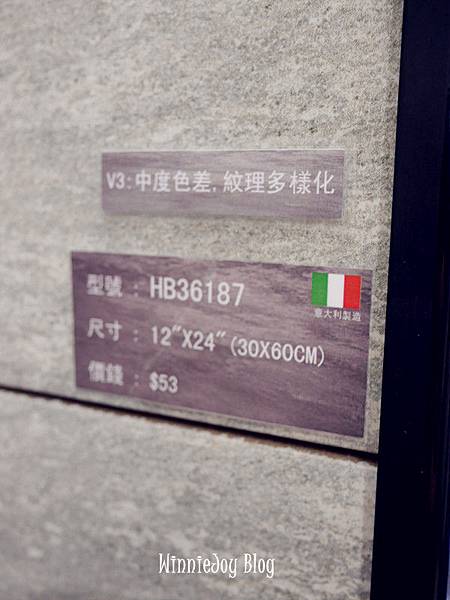 V3:中度色差,紋理多樣化
型號 : HB36187
意大利製造
尺寸 : 12"X24"(30X60CM)
價錢 : $53
WinnieJoy Blog